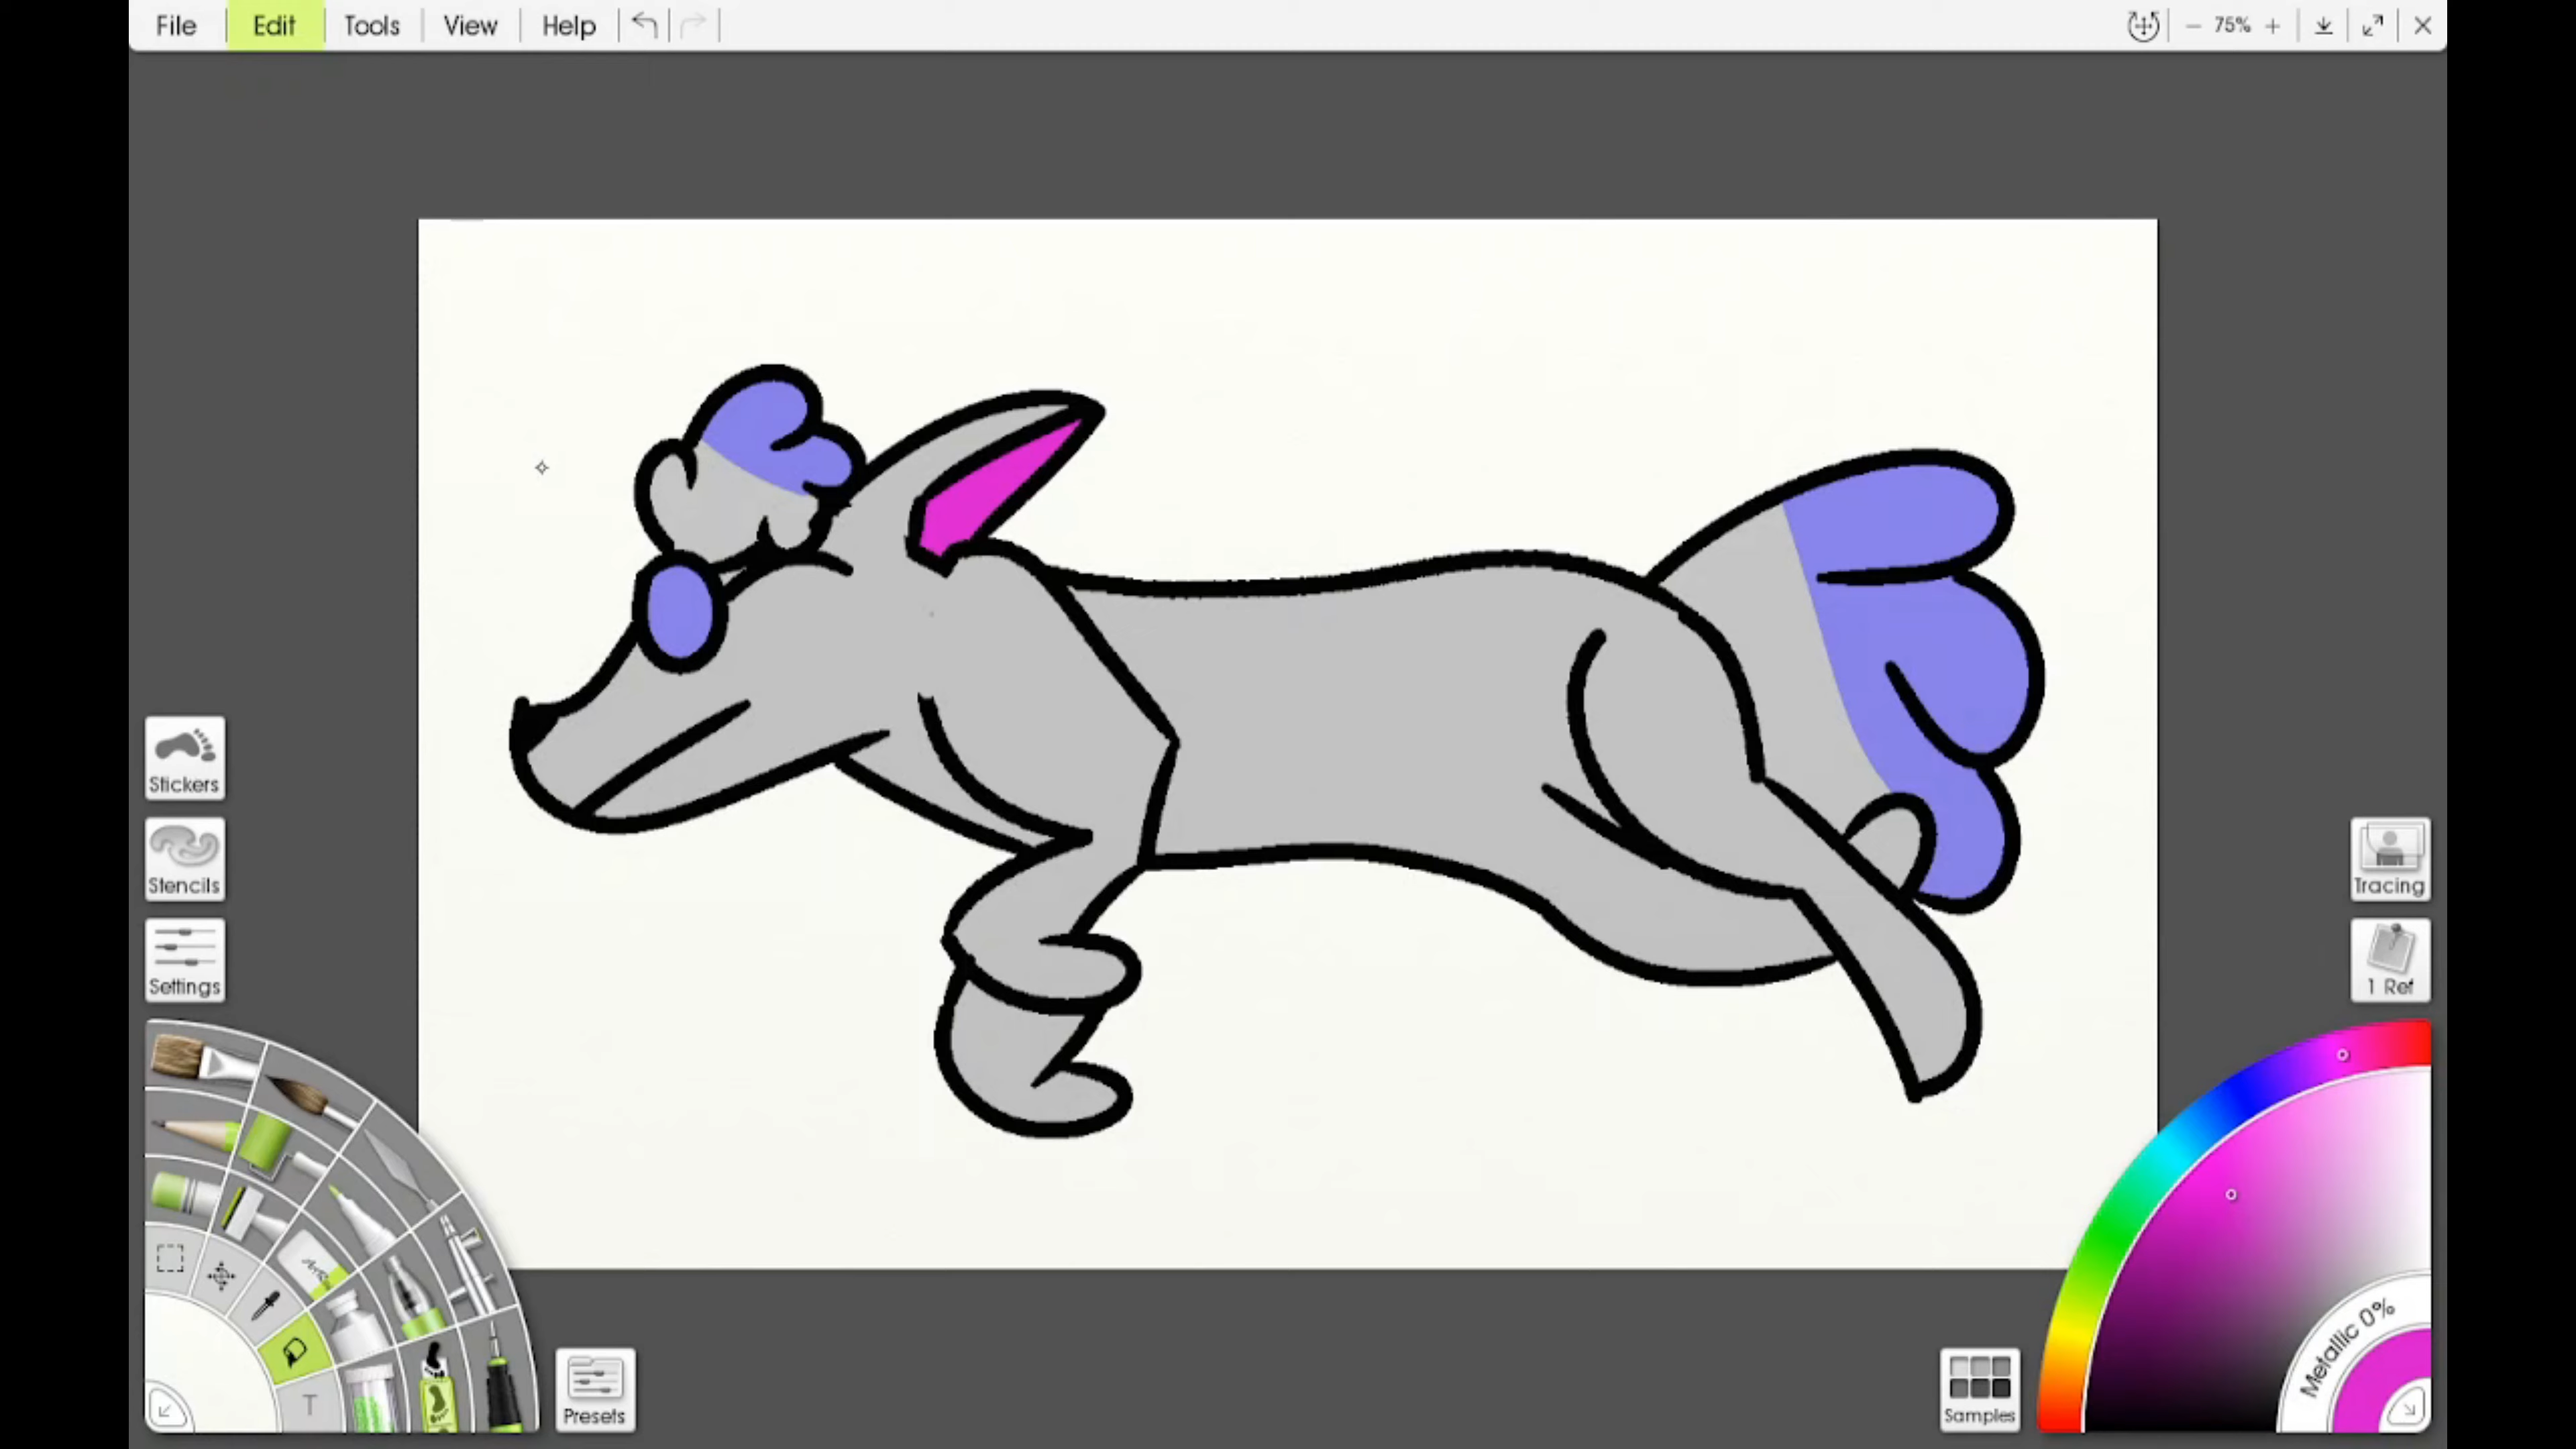 File Edit Tools View Help 75%
Stickers
Stencils
Settings
Tracing
1 Ref
Presets
Samples
Metallic 0%
T